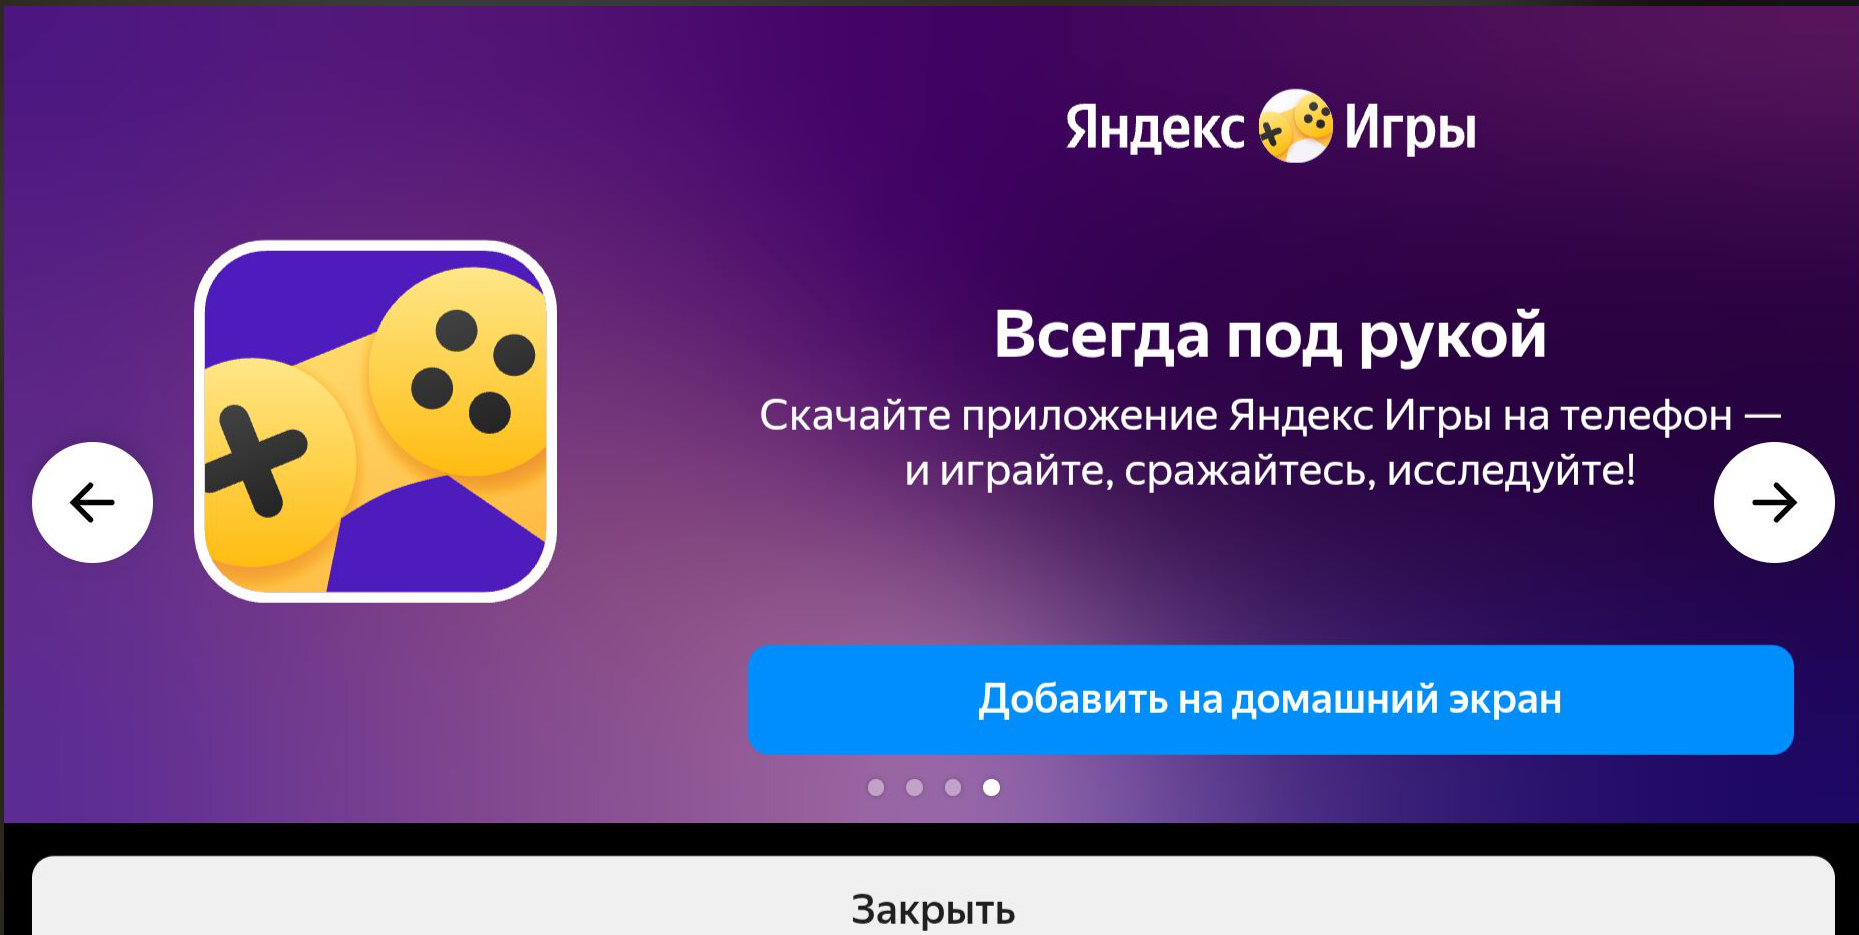 Яндекс Игры
Всегда под рукой
Скачайте приложение Яндекс Игры на телефон —
и играйте, сражайтесь, исследуйте!
Добавить на домашний экран
Закрыть